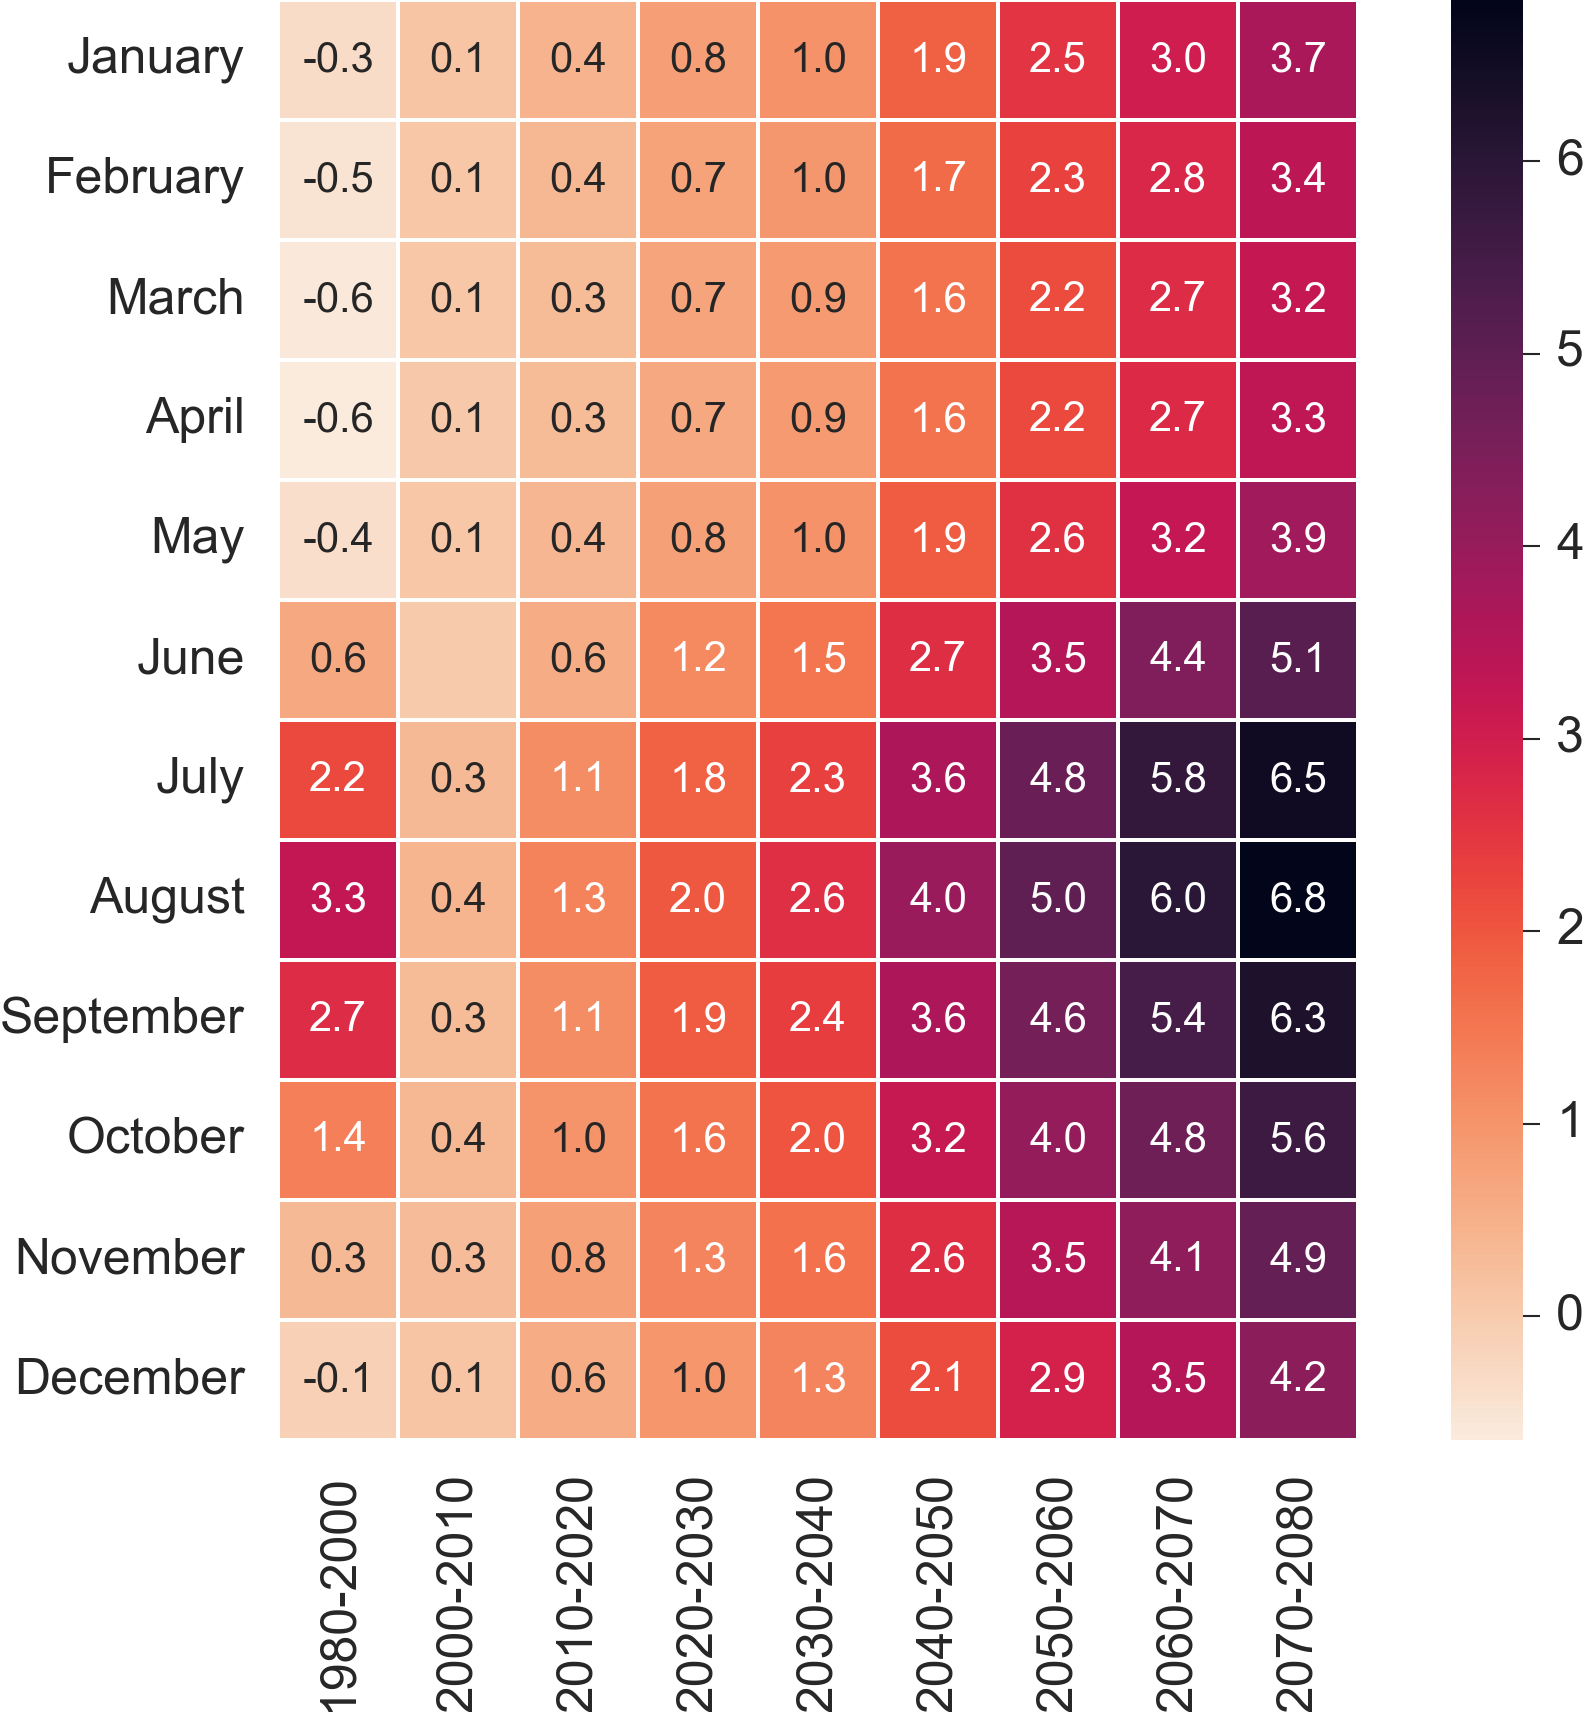 January -0.3 0.1 0.4 0.8 1.0 1.9 2.5 3.0 3.7
February -0.5 0.1 0.4 0.7 1.0 1.7 2.3 2.8 3.4
March -0.6 0.1 0.3 0.7 0.9 1.6 2.2 2.7 3.2
April -0.6 0.1 0.3 0.7 0.9 1.6 2.2 2.7 3.3
May -0.4 0.1 0.4 0.8 1.0 1.9 2.6 3.2 3.9
June 0.6 0.6 1.2 1.5 2.7 3.5 4.4 5.1
July 2.2 0.3 1.1 1.8 2.3 3.6 4.8 5.8 6.5
August 3.3 0.4 1.3 2.0 2.6 4.0 5.0 6.0 6.8
September 2.7 0.3 1.1 1.9 2.4 3.6 4.6 5.4 6.3
October 1.4 0.4 1.0 1.6 2.0 3.2 4.0 4.8 5.6
November 0.3 0.3 0.8 1.3 1.6 2.6 3.5 4.1 4.9
December -0.1 0.1 0.6 1.0 1.3 2.1 2.9 3.5 4.2
1980-2000
2000-2010
2010-2020
2020-2030
2030-2040
2040-2050
2050-2060
2060-2070
2070-2080
6
5
4
3
2
1
0